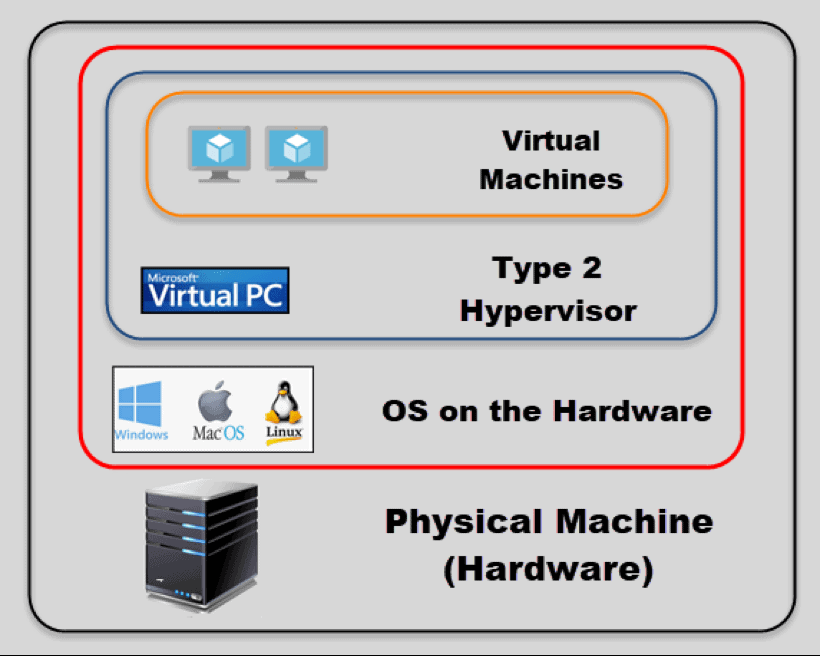 Virtual
Machines
Microsoft®
Virtual PC
Type 2
Hypervisor
Windows
Mac OS
Linux
OS on the Hardware
Physical Machine
(Hardware)